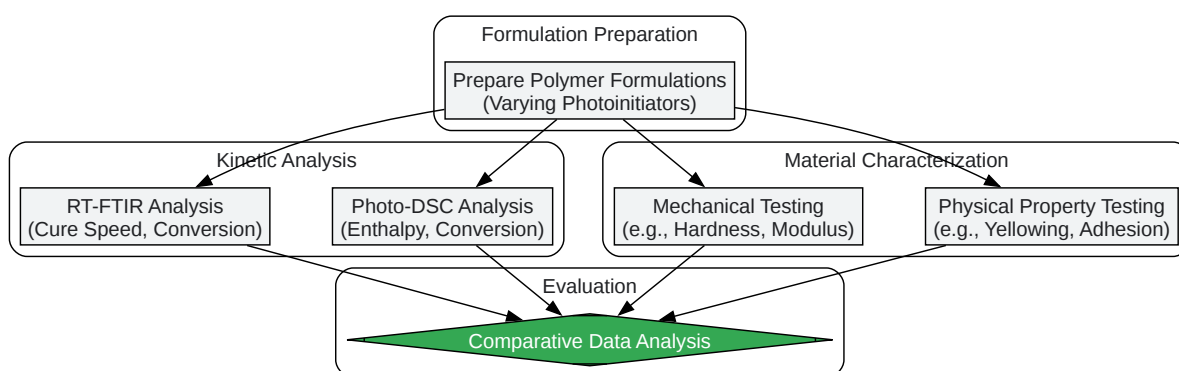 Formulation Preparation
Prepare Polymer Formulations
(Varying Photoinitiators)
Kinetic Analysis
Material Characterization
RT-FTIR Analysis
(Cure Speed, Conversion)
Photo-DSC Analysis
(Enthalpy, Conversion)
Mechanical Testing
(e.g., Hardness, Modulus)
Physical Property Testing
(e.g., Yellowing, Adhesion)
Evaluation
Comparative Data Analysis